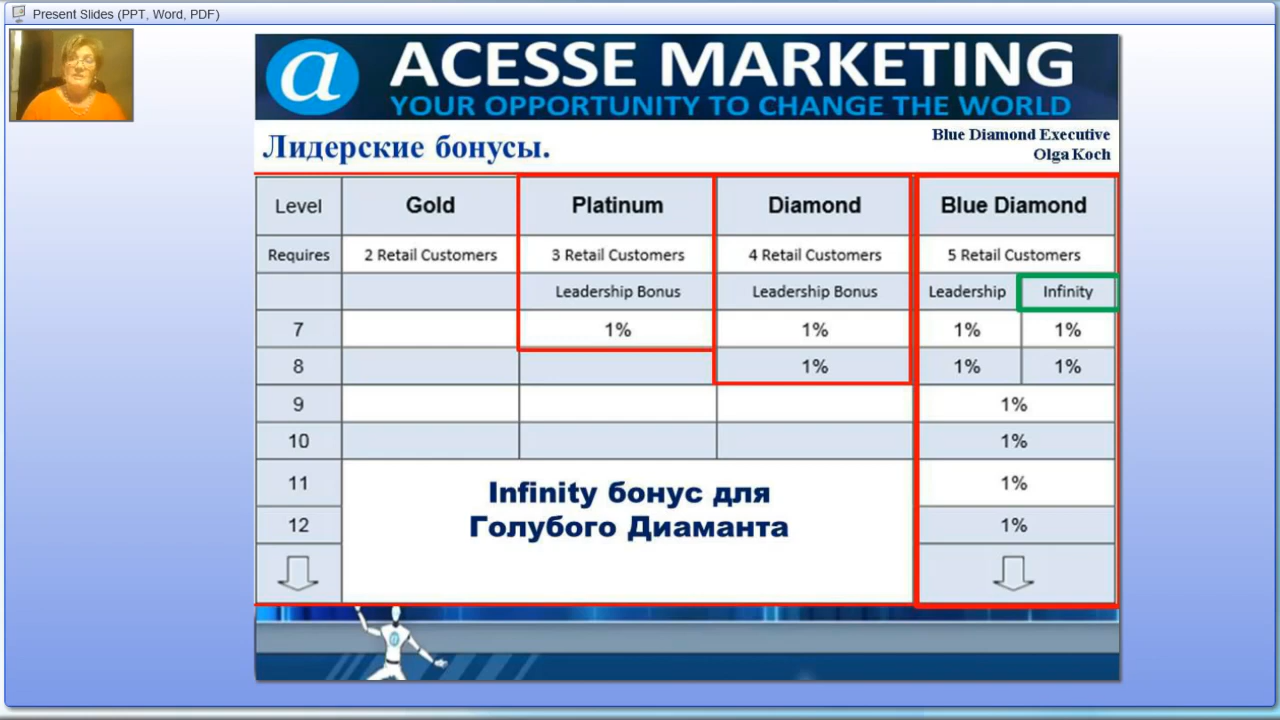 Present Slides (PPT, Word, PDF)
a ACESSE MARKETING
YOUR OPPORTUNITY TO CHANGE THE WORLD
Лидерские бонусы.
Blue Diamond Executive
Olga Koch
Level Gold Platinum Diamond Blue Diamond
Requires 2 Retail Customers 3 Retail Customers 4 Retail Customers 5 Retail Customers
Leadership Bonus Leadership Bonus Leadership Infinity
7 1% 1% 1% 1%
8 1% 1% 1%
9 1%
10 1%
11 1%
12 1%
Infinity бонус для
Голубого Диаманта